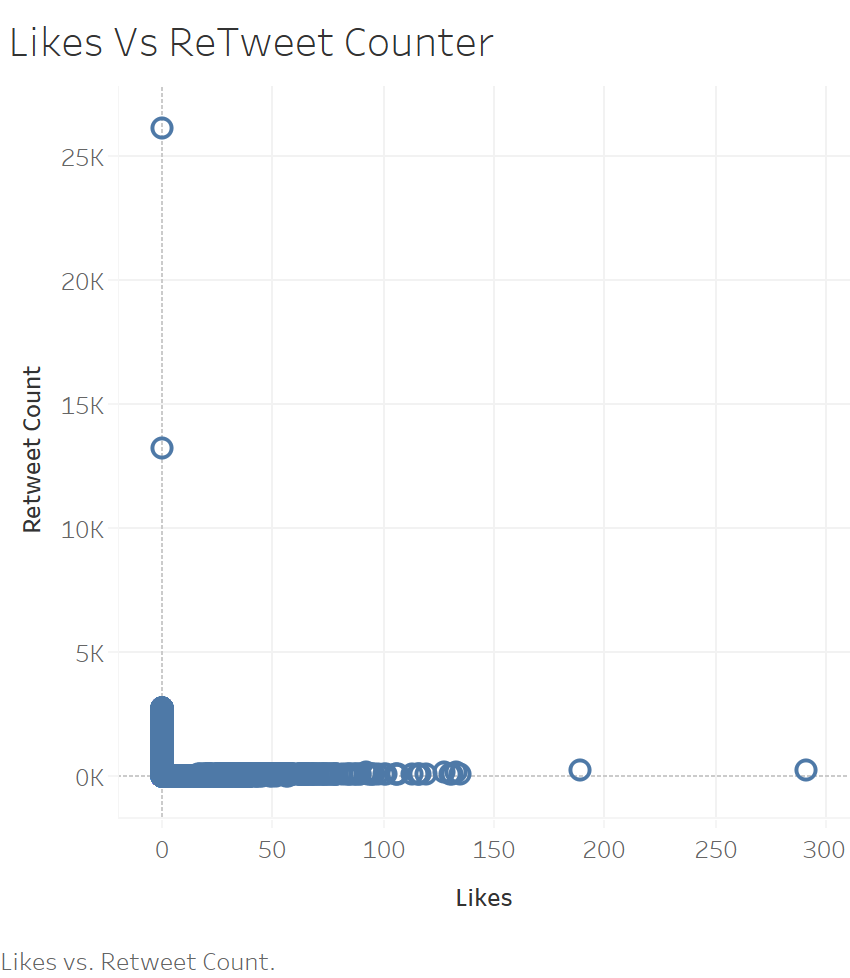 Likes Vs ReTweet Counter
25K
20K
15K
10K
5K
0K
Retweet Count
0 50 100 150 200 250 300
Likes
Likes vs. Retweet Count.